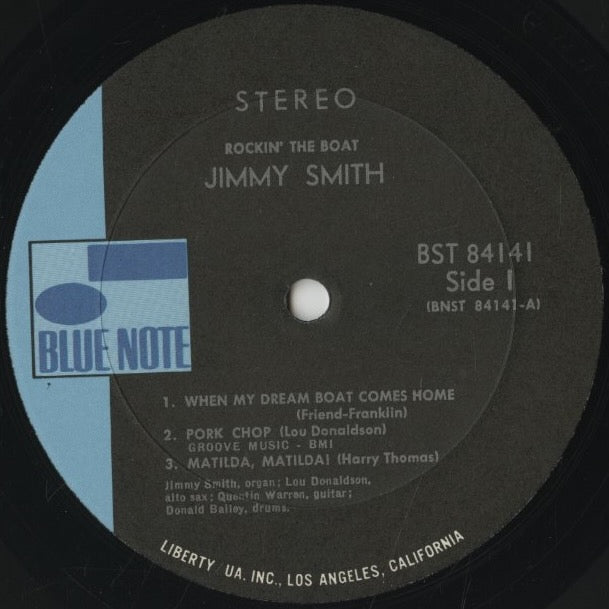 STEREO
ROCKIN' THE BOAT
JIMMY SMITH
BST 84141
Side 1
(BNST 84141-A)
BLUE NOTE
1. WHEN MY DREAM BOAT COMES HOME
(Friend-Franklin)
2. PORK CHOP (Lou Donaldson)
GROOVE MUSIC - BMI
3. MATILDA, MATILDA! (Harry Thomas)
Jimmy Smith, organ; Lou Donaldson,
alto sax; Quentin Warren, guitar;
Donald Bailey, drums.
LIBERTY UA. INC., LOS ANGELES, CALIFORNIA